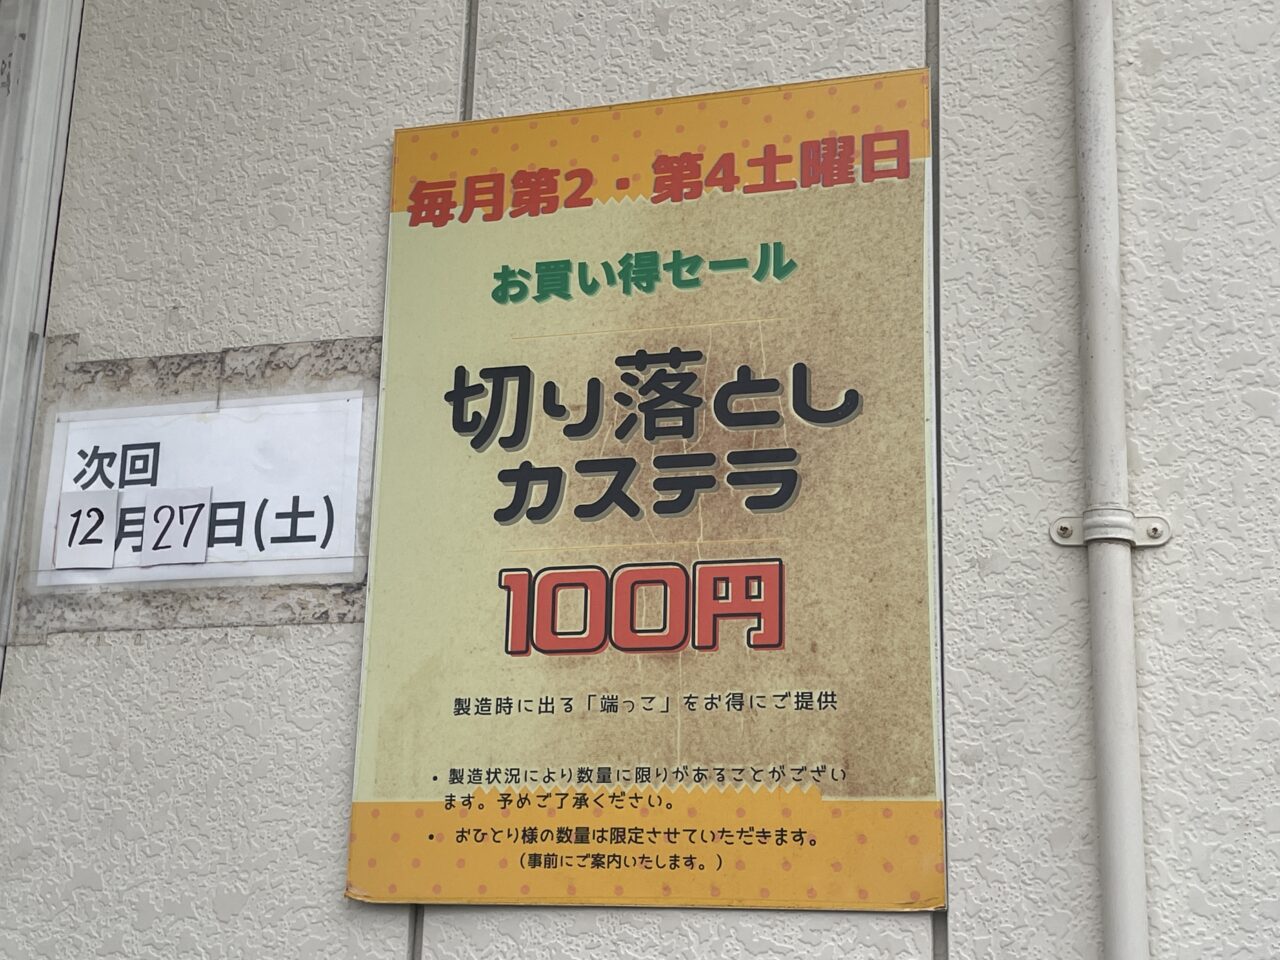 毎月第2・第4土曜日
お買い得セール
切り落とし
カステラ
100円
製造時に出る「端っこ」をお得にご提供
・製造状況により数量に限りがあることがござい
ます。予めご了承ください。
・おひとり様の数量は限定させていただきます。
（事前にご案内いたします。）
次回
12月27日(土)